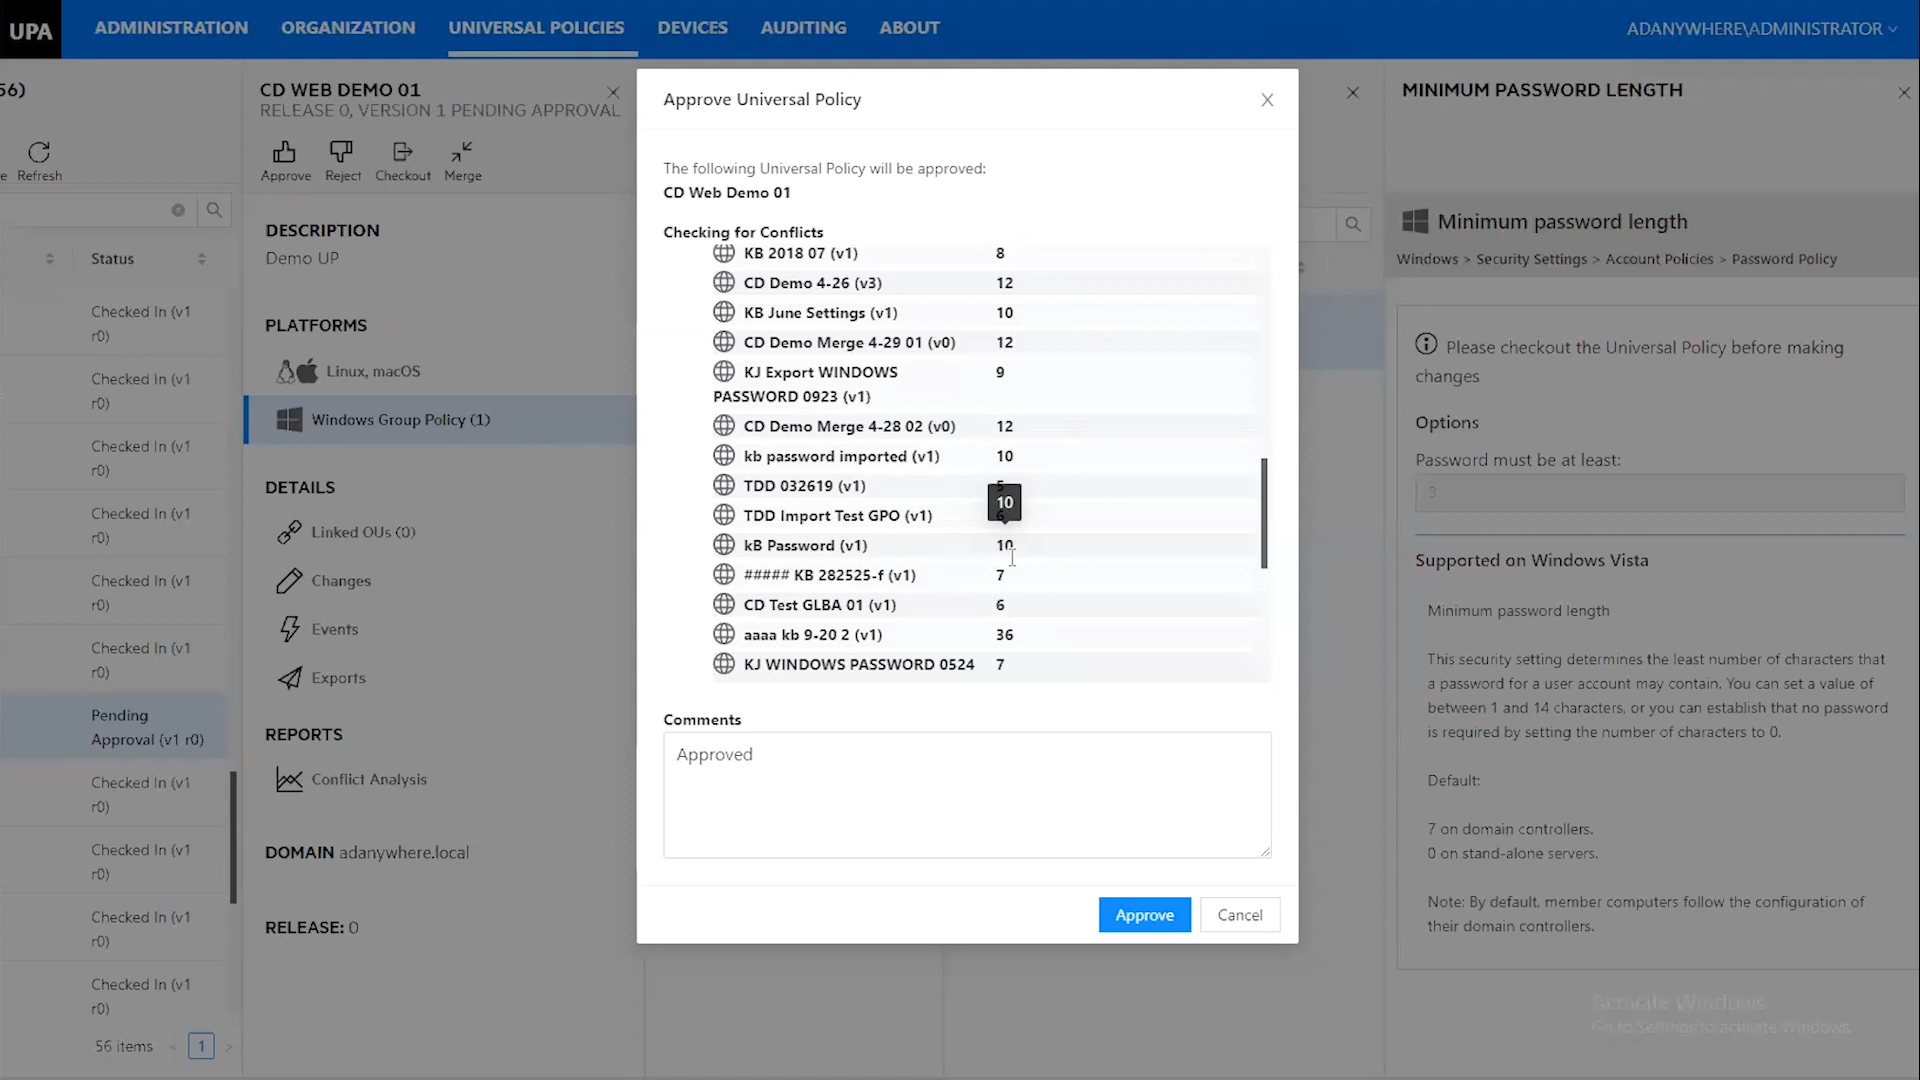 UPA
ADMINISTRATION
ORGANIZATION
UNIVERSAL POLICIES
DEVICES
AUDITING
ABOUT
ADANYWHERE\ADMINISTRATOR
56)
Refresh
Status
Checked In (v1
r0)
Checked In (v1
r0)
Checked In (v1
r0)
Checked In (v1
r0)
Checked In (v1
r0)
Checked In (v1
r0)
Pending
Approval (v1 r0)
Checked In (v1
r0)
Checked In (v1
r0)
Checked In (v1
r0)
Checked In (v1
r0)
56 items < 1 >
CD WEB DEMO 01
RELEASE 0, VERSION 1 PENDING APPROVAL
Approve
Reject
Checkout
Merge
DESCRIPTION
Demo UP
PLATFORMS
Linux, macOS
Windows Group Policy (1)
DETAILS
Linked OUs (0)
Changes
Events
Exports
REPORTS
Conflict Analysis
DOMAIN adanywhere.local
RELEASE: 0
Approve Universal Policy
The following Universal Policy will be approved:
CD Web Demo 01
Checking for Conflicts
KB 2018 07 (v1) 8
CD Demo 4-26 (v3) 12
KB June Settings (v1) 10
CD Demo Merge 4-29 01 (v0) 12
KJ Export WINDOWS 9
PASSWORD 0923 (v1)
CD Demo Merge 4-28 02 (v0) 12
kb password imported (v1) 10
TDD 032619 (v1) 5
10
TDD Import Test GPO (v1) 6
kB Password (v1) 10
##### KB 282525-f (v1) 7
CD Test GLBA 01 (v1) 6
aaaa kb 9-20 2 (v1) 36
KJ WINDOWS PASSWORD 0524 7
Comments
Approved
Approve
Cancel
MINIMUM PASSWORD LENGTH
Minimum password length
Windows > Security Settings > Account Policies > Password Policy
Please checkout the Universal Policy before making
changes
Options
Password must be at least:
3
Supported on Windows Vista
Minimum password length
This security setting determines the least number of characters that
a password for a user account may contain. You can set a value of
between 1 and 14 characters, or you can establish that no password
is required by setting the number of characters to 0.
Default:
7 on domain controllers.
0 on stand-alone servers.
Note: By default, member computers follow the configuration of
their domain controllers.
Activate Windows
Go to Settings to activate Windows.